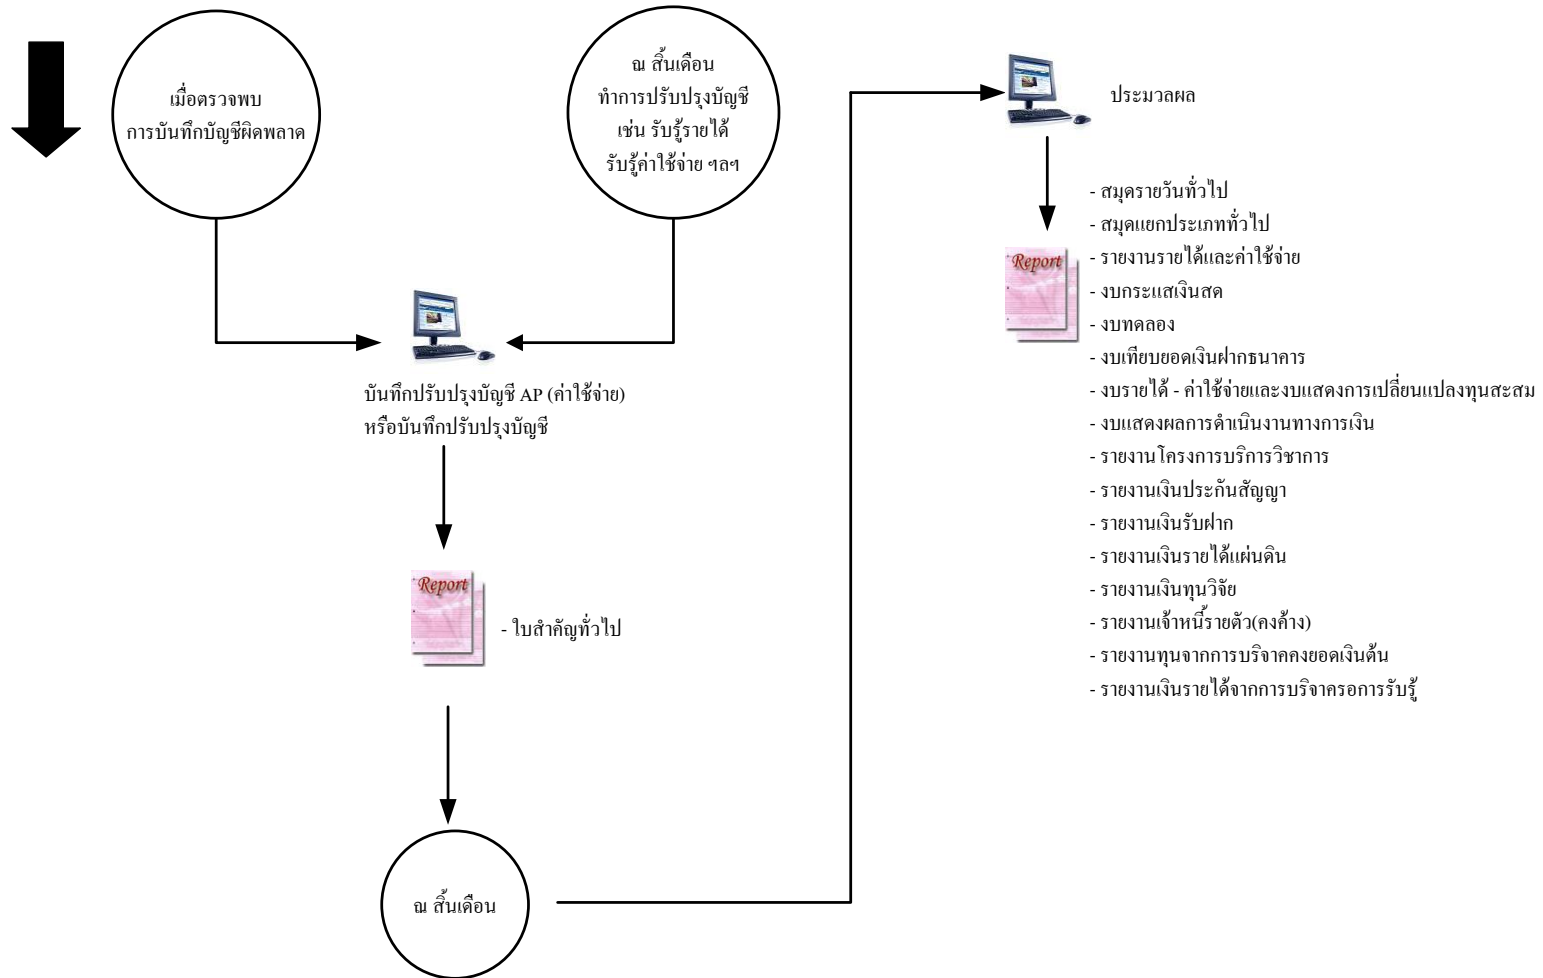 เมื่อตรวจพบ
การบันทึกบัญชีผิดพลาด
ณ สิ้นเดือน
ทำการปรับปรุงบัญชี
เช่น รับรู้รายได้
รับรู้ค่าใช้จ่าย ฯลฯ
บันทึกปรับปรุงบัญชี AP (ค่าใช้จ่าย)
หรือบันทึกปรับปรุงบัญชี
Report
- ใบสำคัญทั่วไป
ณ สิ้นเดือน
ประมวลผล
Report
- สมุดรายวันทั่วไป
- สมุดแยกประเภททั่วไป
- รายงานรายได้และค่าใช้จ่าย
- งบกระแสเงินสด
- งบทดลอง
- งบเทียบยอดเงินฝากธนาคาร
- งบรายได้ - ค่าใช้จ่ายและงบแสดงการเปลี่ยนแปลงทุนสะสม
- งบแสดงผลการดำเนินงานทางการเงิน
- รายงานโครงการบริการวิชาการ
- รายงานเงินประกันสัญญา
- รายงานเงินรับฝาก
- รายงานเงินรายได้แผ่นดิน
- รายงานเงินทุนวิจัย
- รายงานเจ้าหนี้รายตัว(คงค้าง)
- รายงานทุนจากการบริจาคคงยอดเงินต้น
- รายงานเงินรายได้จากการบริจาครอการรับรู้